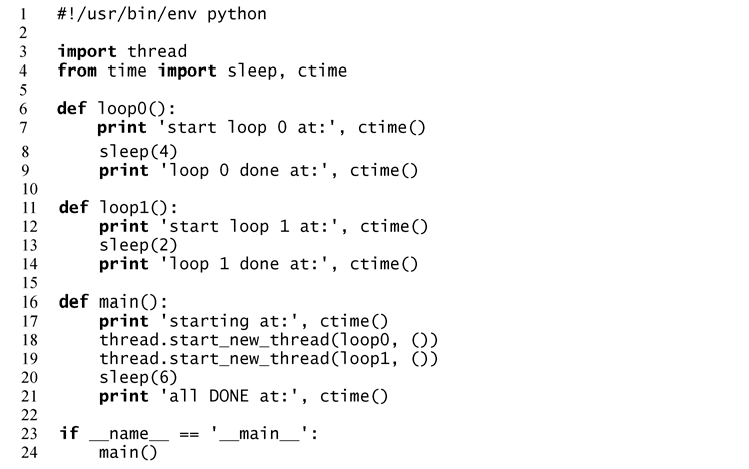 1 #!/usr/bin/env python
2
3 import thread
4 from time import sleep, ctime
5
6 def loop0():
7     print 'start loop 0 at:', ctime()
8     sleep(4)
9     print 'loop 0 done at:', ctime()
10
11 def loop1():
12     print 'start loop 1 at:', ctime()
13     sleep(2)
14     print 'loop 1 done at:', ctime()
15
16 def main():
17     print 'starting at:', ctime()
18     thread.start_new_thread(loop0, ())
19     thread.start_new_thread(loop1, ())
20     sleep(6)
21     print 'all DONE at:', ctime()
22
23 if __name__ == '__main__':
24     main()